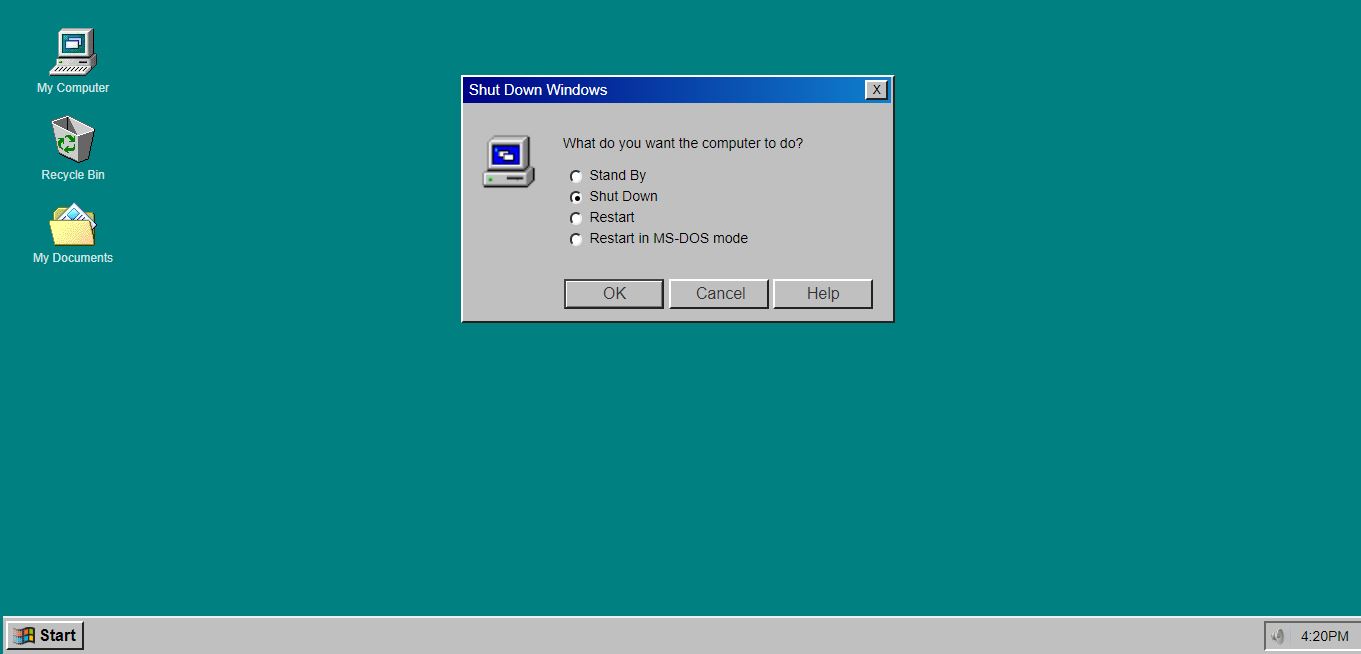 My Computer
Recycle Bin
My Documents
Shut Down Windows
X
What do you want the computer to do?
Stand By
Shut Down
Restart
Restart in MS-DOS mode
OK Cancel Help
Start
4:20PM